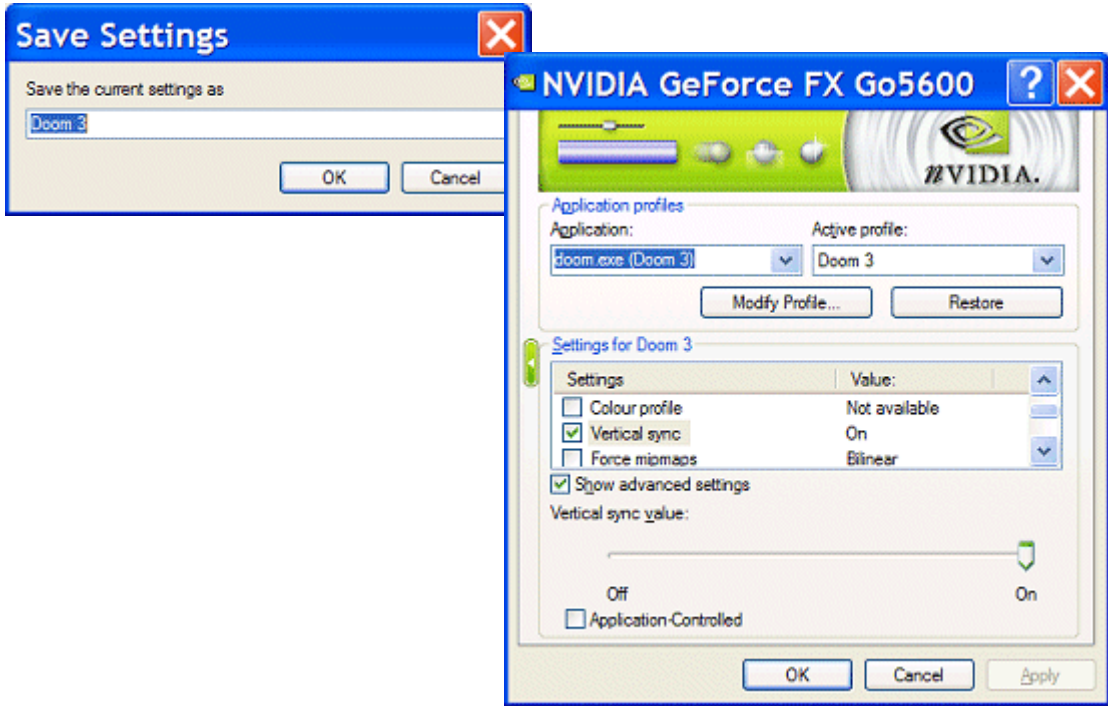 Save Settings
Save the current settings as
Doom 3
OK Cancel
NVIDIA GeForce FX Go5600
nVIDIA.
Application profiles
Application: Active profile:
doom.exe (Doom 3) Doom 3
Modify Profile... Restore
Settings for Doom 3
Settings Value:
Colour profile Not available
Vertical sync On
Force mipmaps Bilinear
Show advanced settings
Vertical sync value:
Off On
Application-Controlled
OK Cancel Apply